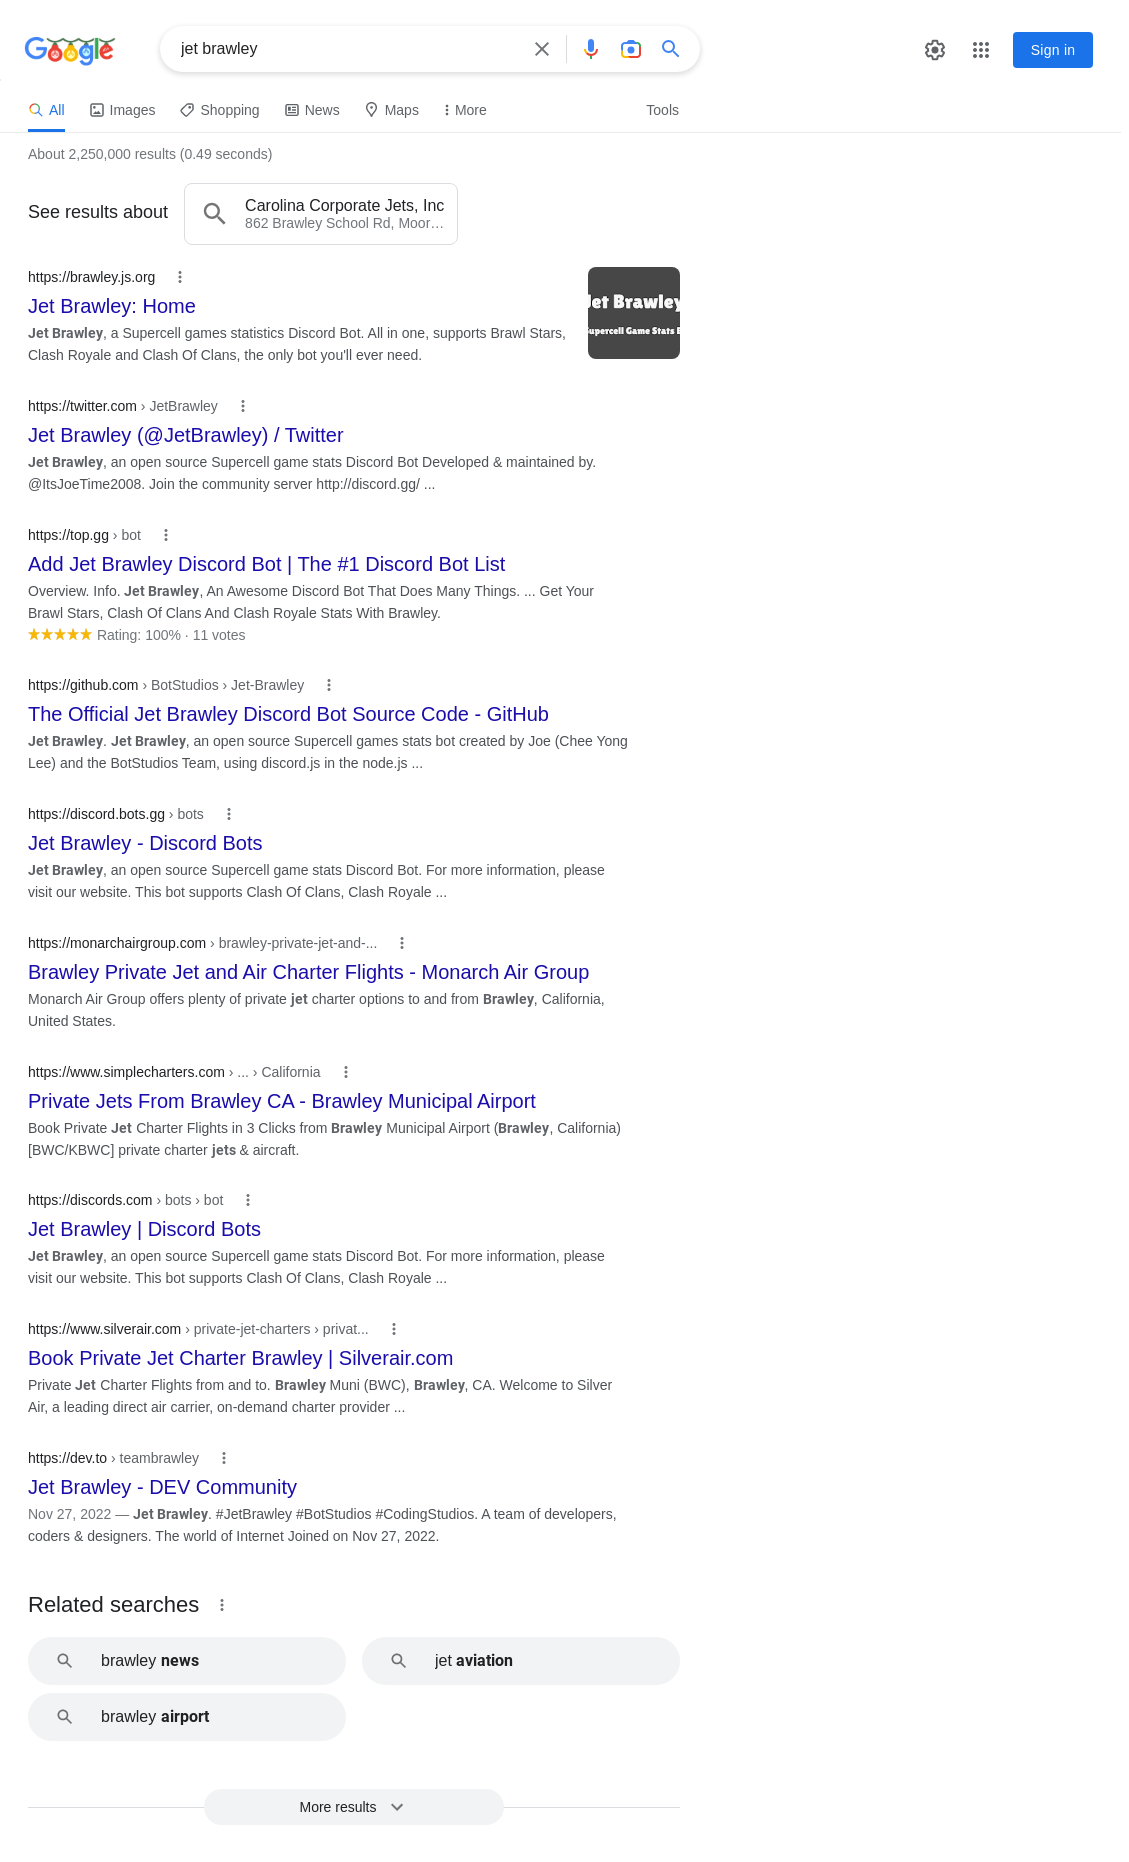 Google
jet brawley
Sign in
All Images Shopping News Maps More Tools
About 2,250,000 results (0.49 seconds)
See results about
Carolina Corporate Jets, Inc
862 Brawley School Rd, Moor…
https://brawley.js.org
Jet Brawley: Home
Jet Brawley, a Supercell games statistics Discord Bot. All in one, supports Brawl Stars,
Clash Royale and Clash Of Clans, the only bot you'll ever need.
Jet Brawley
Supercell Game Stats B
https://twitter.com › JetBrawley
Jet Brawley (@JetBrawley) / Twitter
Jet Brawley, an open source Supercell game stats Discord Bot Developed & maintained by.
@ItsJoeTime2008. Join the community server http://discord.gg/ ...
https://top.gg › bot
Add Jet Brawley Discord Bot | The #1 Discord Bot List
Overview. Info. Jet Brawley, An Awesome Discord Bot That Does Many Things. ... Get Your
Brawl Stars, Clash Of Clans And Clash Royale Stats With Brawley.
Rating: 100% · 11 votes
https://github.com › BotStudios › Jet-Brawley
The Official Jet Brawley Discord Bot Source Code - GitHub
Jet Brawley. Jet Brawley, an open source Supercell games stats bot created by Joe (Chee Yong
Lee) and the BotStudios Team, using discord.js in the node.js ...
https://discord.bots.gg › bots
Jet Brawley - Discord Bots
Jet Brawley, an open source Supercell game stats Discord Bot. For more information, please
visit our website. This bot supports Clash Of Clans, Clash Royale ...
https://monarchairgroup.com › brawley-private-jet-and-...
Brawley Private Jet and Air Charter Flights - Monarch Air Group
Monarch Air Group offers plenty of private jet charter options to and from Brawley, California,
United States.
https://www.simplecharters.com › ... › California
Private Jets From Brawley CA - Brawley Municipal Airport
Book Private Jet Charter Flights in 3 Clicks from Brawley Municipal Airport (Brawley, California)
[BWC/KBWC] private charter jets & aircraft.
https://discords.com › bots › bot
Jet Brawley | Discord Bots
Jet Brawley, an open source Supercell game stats Discord Bot. For more information, please
visit our website. This bot supports Clash Of Clans, Clash Royale ...
https://www.silverair.com › private-jet-charters › privat...
Book Private Jet Charter Brawley | Silverair.com
Private Jet Charter Flights from and to. Brawley Muni (BWC), Brawley, CA. Welcome to Silver
Air, a leading direct air carrier, on-demand charter provider ...
https://dev.to › teambrawley
Jet Brawley - DEV Community
Nov 27, 2022 — Jet Brawley. #JetBrawley #BotStudios #CodingStudios. A team of developers,
coders & designers. The world of Internet Joined on Nov 27, 2022.
Related searches
brawley news
jet aviation
brawley airport
More results